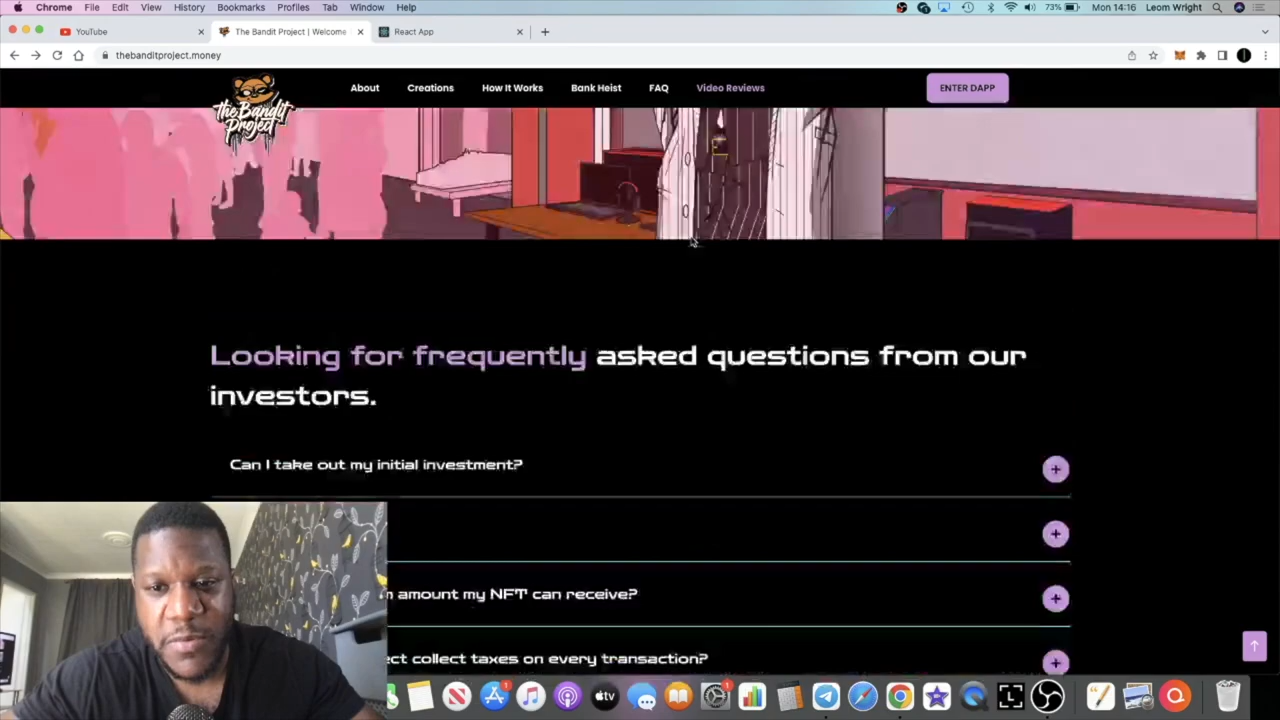 Chrome File Edit View History Bookmarks Profiles Tab Window Help 73% Mon 14:16 Leom Wright
YouTube The Bandit Project | Welcome React App
thebanditproject.money
the Bandit Project
About Creations How It Works Bank Heist FAQ Video Reviews ENTER DAPP
Looking for frequently asked questions from our
investors.
Can I take out my initial investment?
amount my NFT can receive?
collect taxes on every transaction?
tv